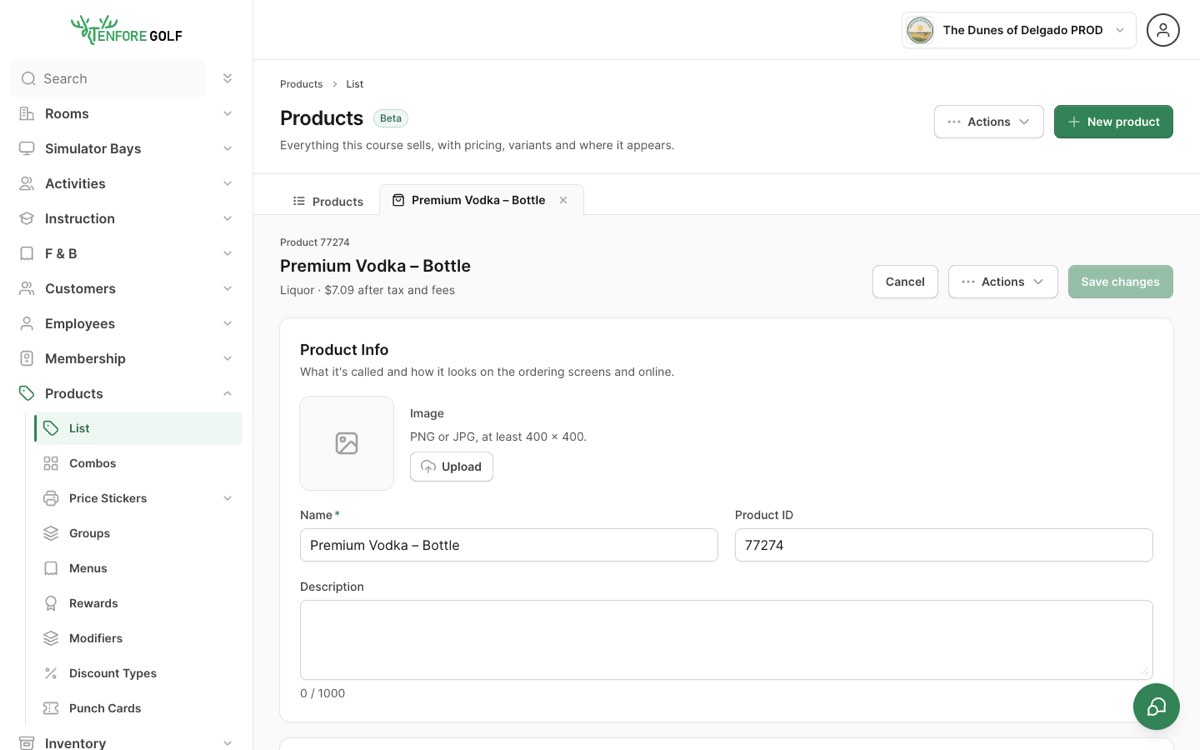 TENFORE GOLF
Search
Rooms
Simulator Bays
Activities
Instruction
F & B
Customers
Employees
Membership
Products
List
Combos
Price Stickers
Groups
Menus
Rewards
Modifiers
Discount Types
Punch Cards
Inventory
The Dunes of Delgado PROD
Products > List
Products Beta
Everything this course sells, with pricing, variants and where it appears.
Actions
New product
Products
Premium Vodka – Bottle
Product 77274
Premium Vodka – Bottle
Liquor · $7.09 after tax and fees
Cancel
Actions
Save changes
Product Info
What it's called and how it looks on the ordering screens and online.
Image
PNG or JPG, at least 400 × 400.
Upload
Name *
Premium Vodka – Bottle
Product ID
77274
Description
0 / 1000